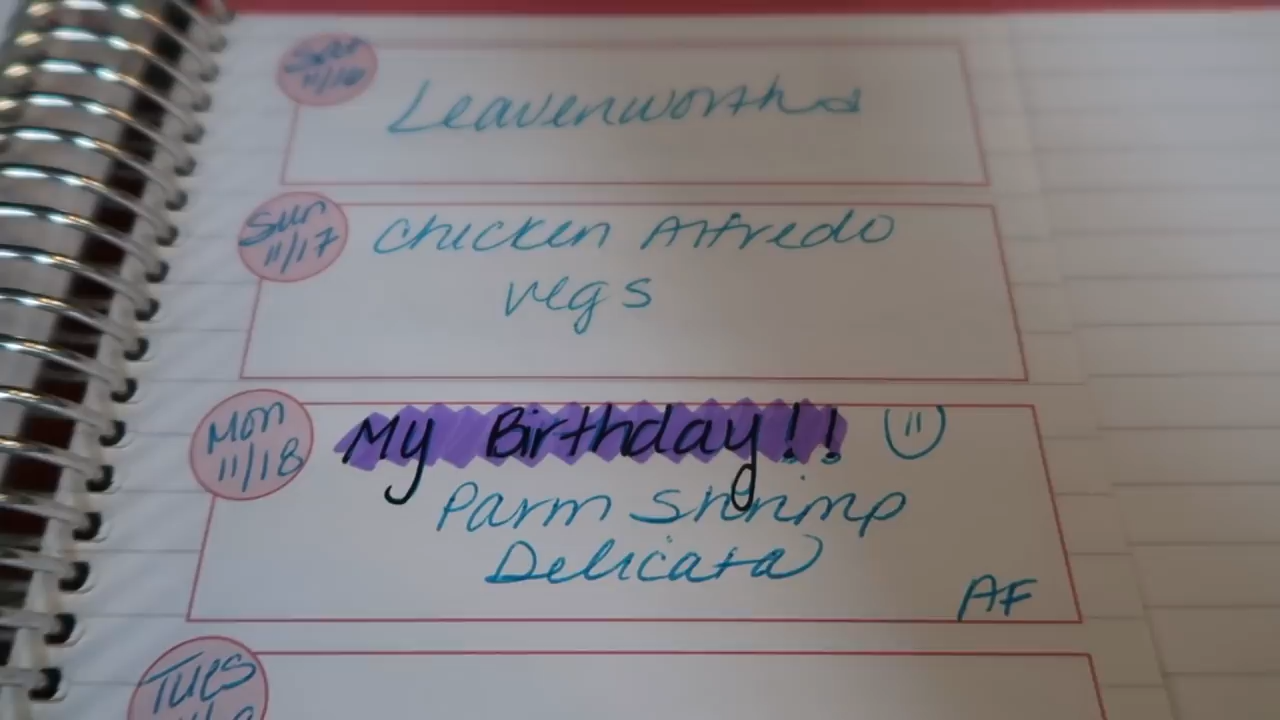 Sat
11/16
Leavenworth
Sun
11/17
Chicken Alfredo
vegs
Mon
11/18
My Birthday!!
Parm Shrimp
Delicata
AF
Tues